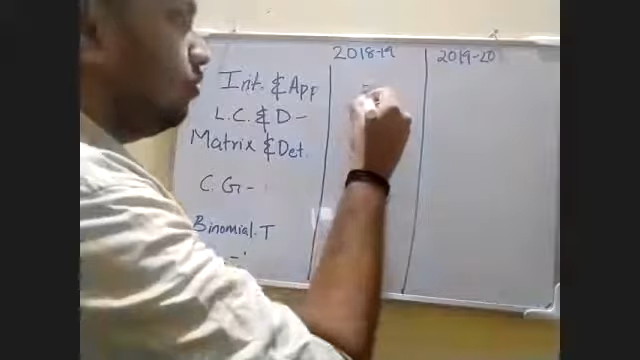 2018-19
2019-20
Int. & App
L.C. & D -
Matrix & Det.
C. G -
Binomial. T